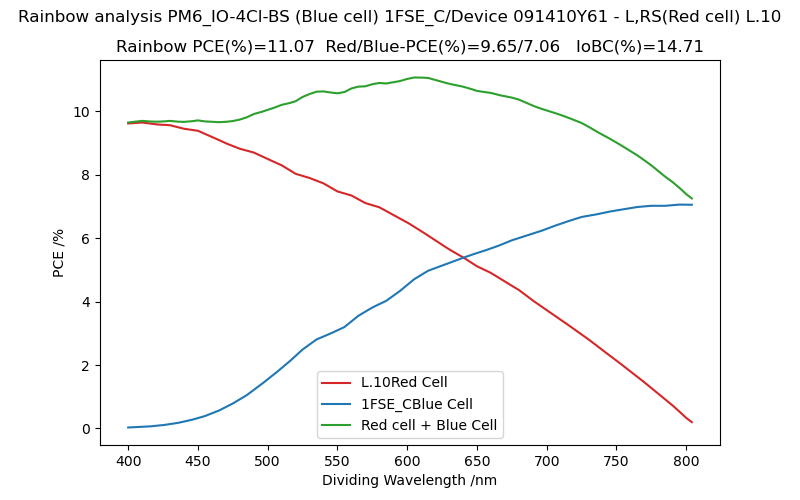 Rainbow analysis PM6_IO-4Cl-BS (Blue cell) 1FSE_C/Device 091410Y61 - L,RS(Red cell) L.10
Rainbow PCE(%)=11.07  Red/Blue-PCE(%)=9.65/7.06   IoBC(%)=14.71
PCE /%
10
8
6
4
2
0
L.10Red Cell
1FSE_CBlue Cell
Red cell + Blue Cell
400 450 500 550 600 650 700 750 800
Dividing Wavelength /nm